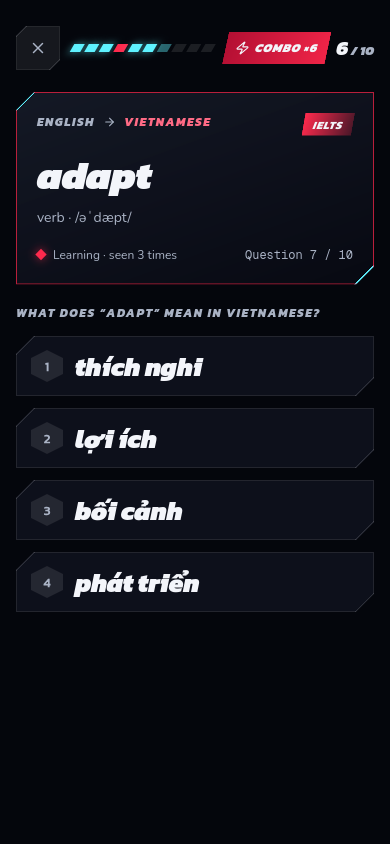 COMBO ×6
6 / 10
ENGLISH → VIETNAMESE
IELTS
adapt
verb · /əˈdæpt/
Learning · seen 3 times
Question 7 / 10
WHAT DOES "ADAPT" MEAN IN VIETNAMESE?
1 thích nghi
2 lợi ích
3 bối cảnh
4 phát triển